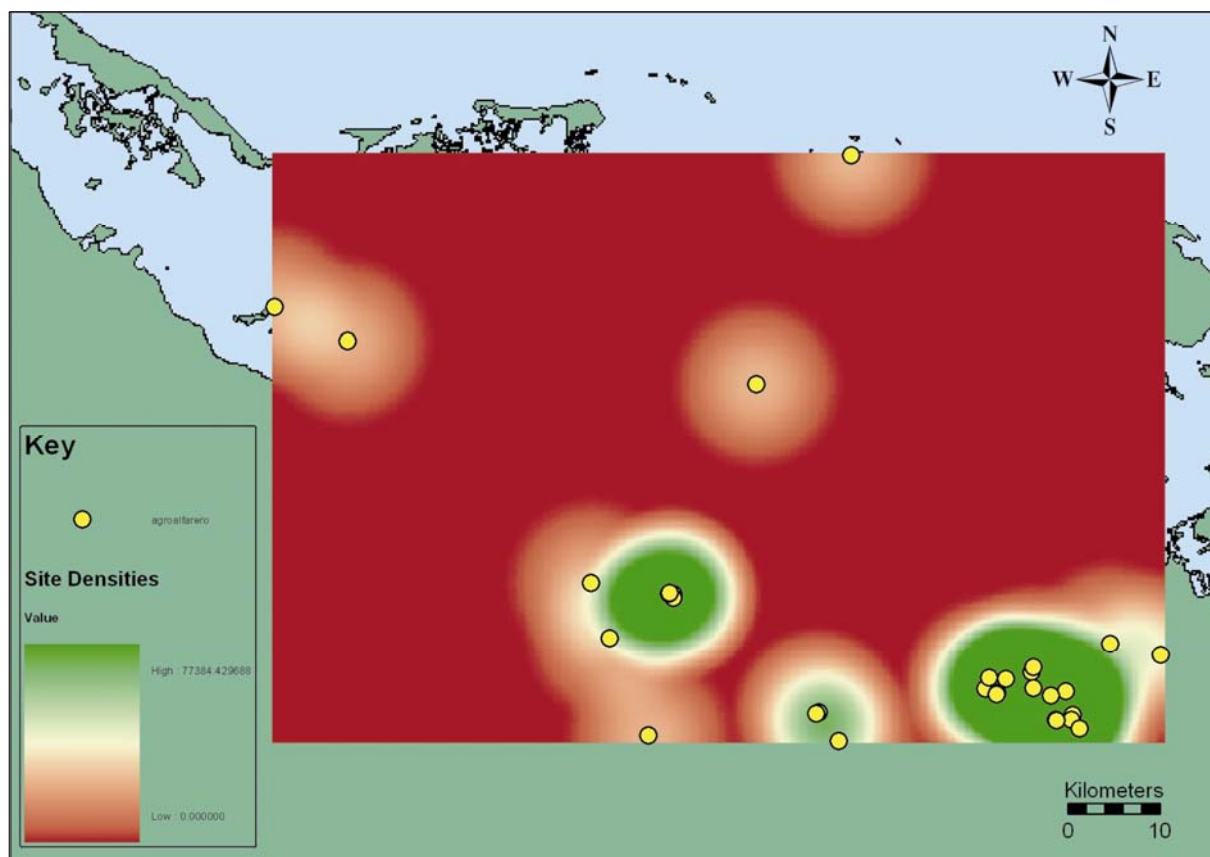 N
W E
S
Key
agroalfarero
Site Densities
Value
High : 77384.429688
Low : 0.000000
Kilometers
0 10